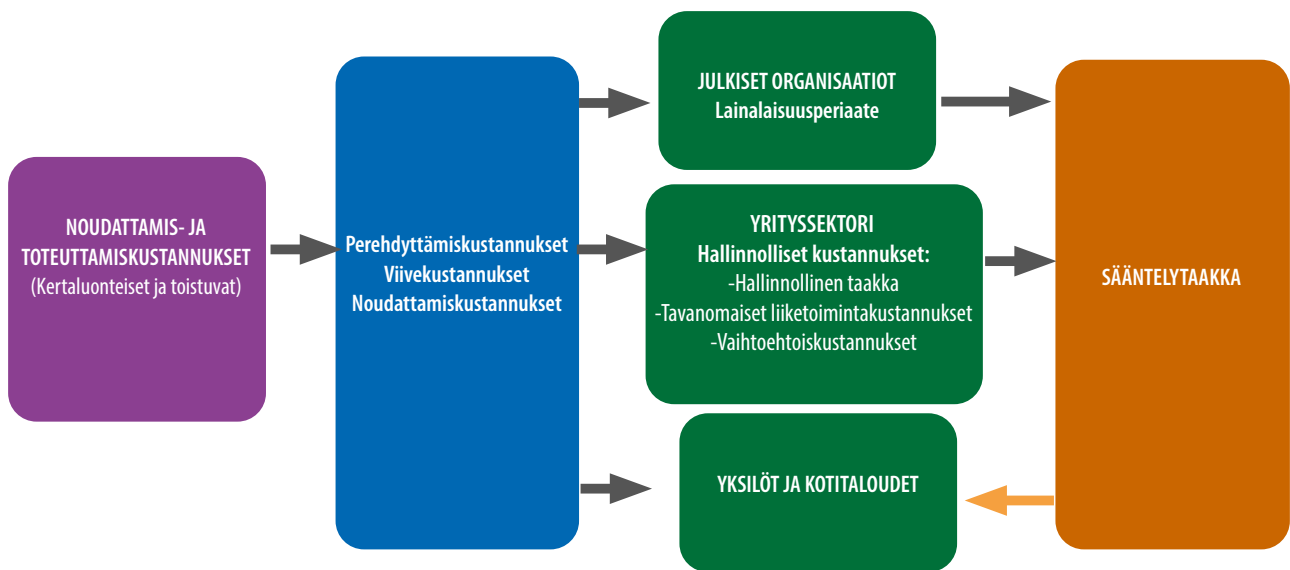 NOUDATTAMIS- JA
TOTEUTTAMISKUSTANNUKSET
(Kertaluonteiset ja toistuvat)
Perehdyttämiskustannukset
Viivekustannukset
Noudattamiskustannukset
JULKISET ORGANISAATIOT
Lainalaisuusperiaate
YRITYSSEKTORI
Hallinnolliset kustannukset:
-Hallinnollinen taakka
-Tavanomaiset liiketoimintakustannukset
-Vaihtoehtoiskustannukset
YKSILÖT JA KOTITALOUDET
SÄÄNTELYTAAKKA